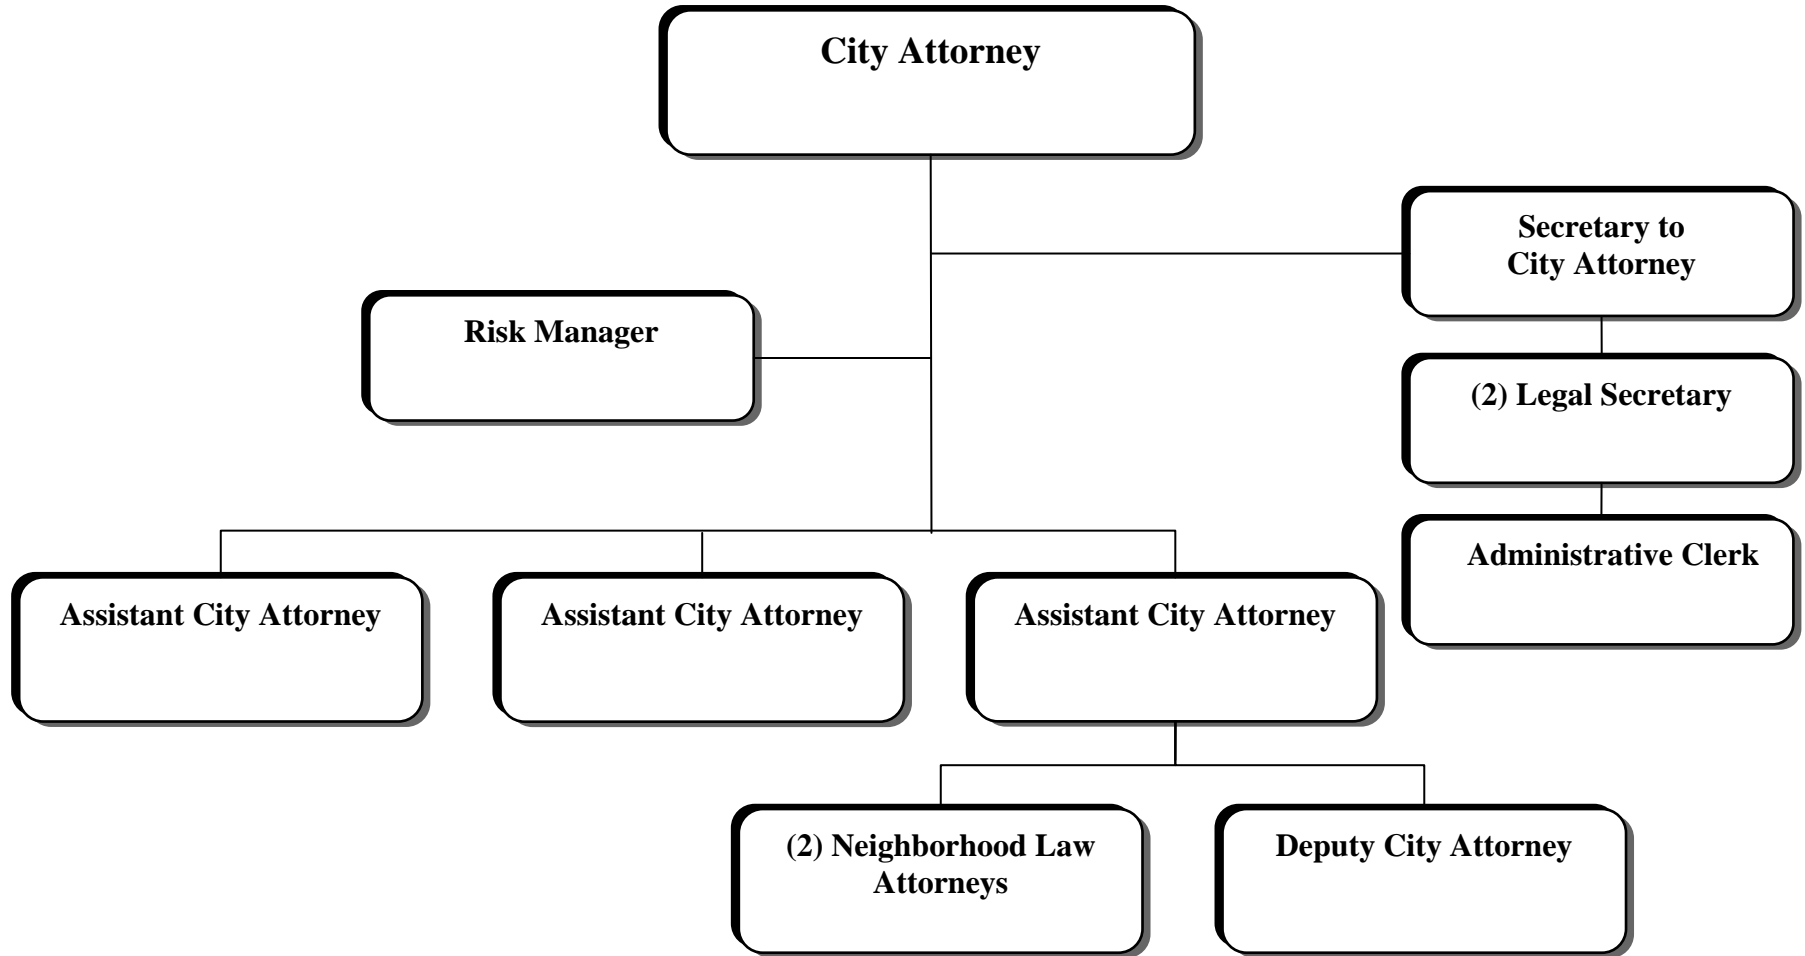 City Attorney
Secretary to
City Attorney
Risk Manager
(2) Legal Secretary
Administrative Clerk
Assistant City Attorney
Assistant City Attorney
Assistant City Attorney
(2) Neighborhood Law
Attorneys
Deputy City Attorney